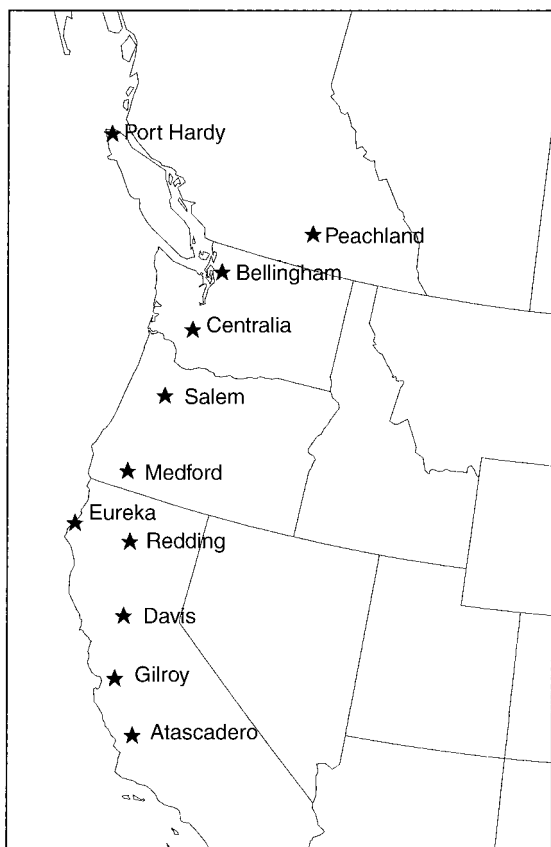 Port Hardy
Peachland
Bellingham
Centralia
Salem
Medford
Eureka
Redding
Davis
Gilroy
Atascadero